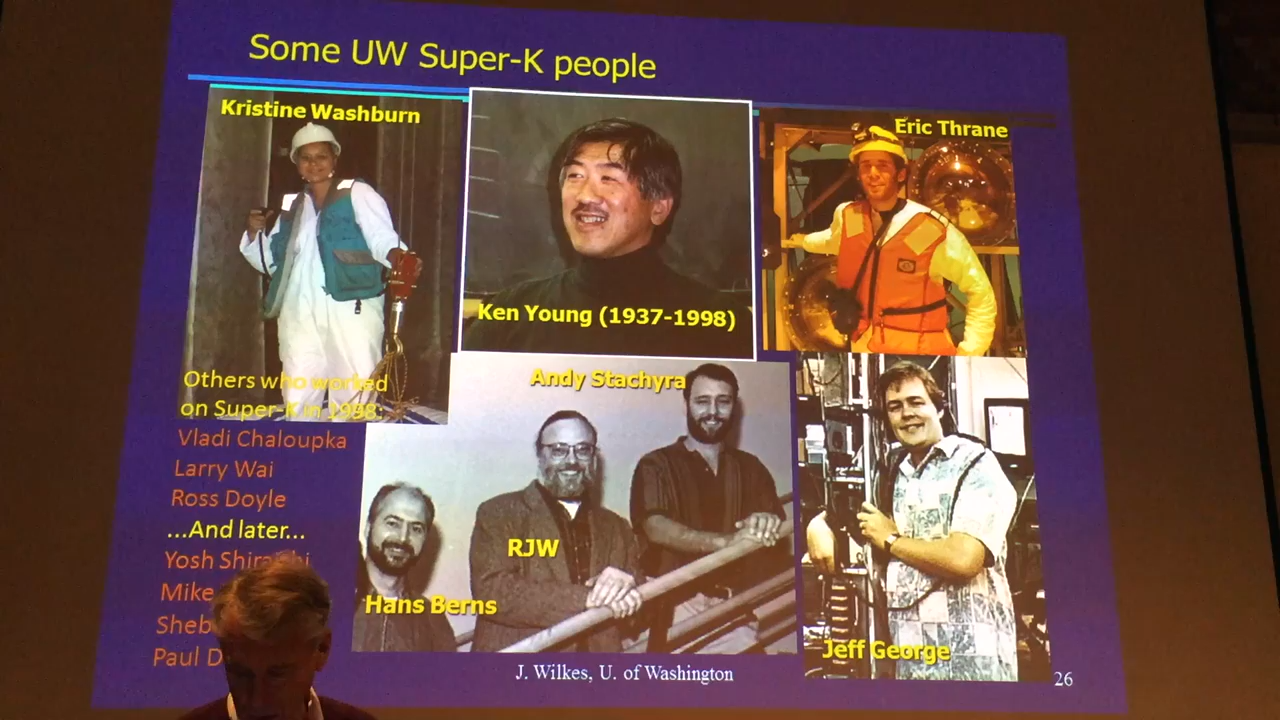 Some UW Super-K people
Kristine Washburn
Ken Young (1937-1998)
Eric Thrane
Others who worked
on Super-K in 1998:
Vladi Chaloupka
Larry Wai
Ross Doyle
...And later...
Yosh
Mike
Paul
Andy Stachyra
RJW
Hans Berns
Jeff George
J. Wilkes, U. of Washington
26